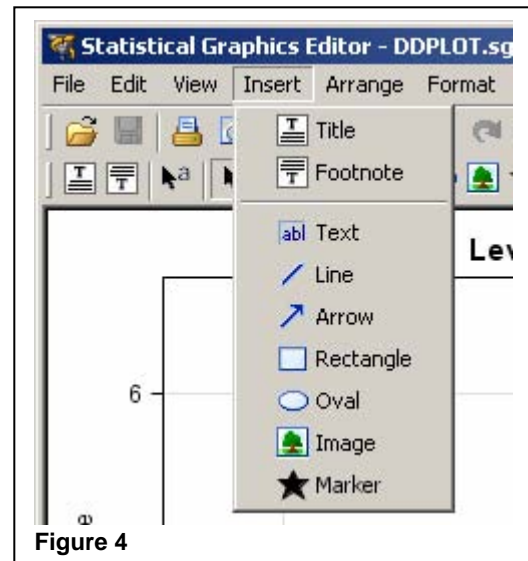 Statistical Graphics Editor - DDPLOT.sg
File Edit View Insert Arrange Format
Title
Footnote
abl Text
Line
Arrow
Rectangle
Oval
Image
Marker
Lev
6
e
Figure 4